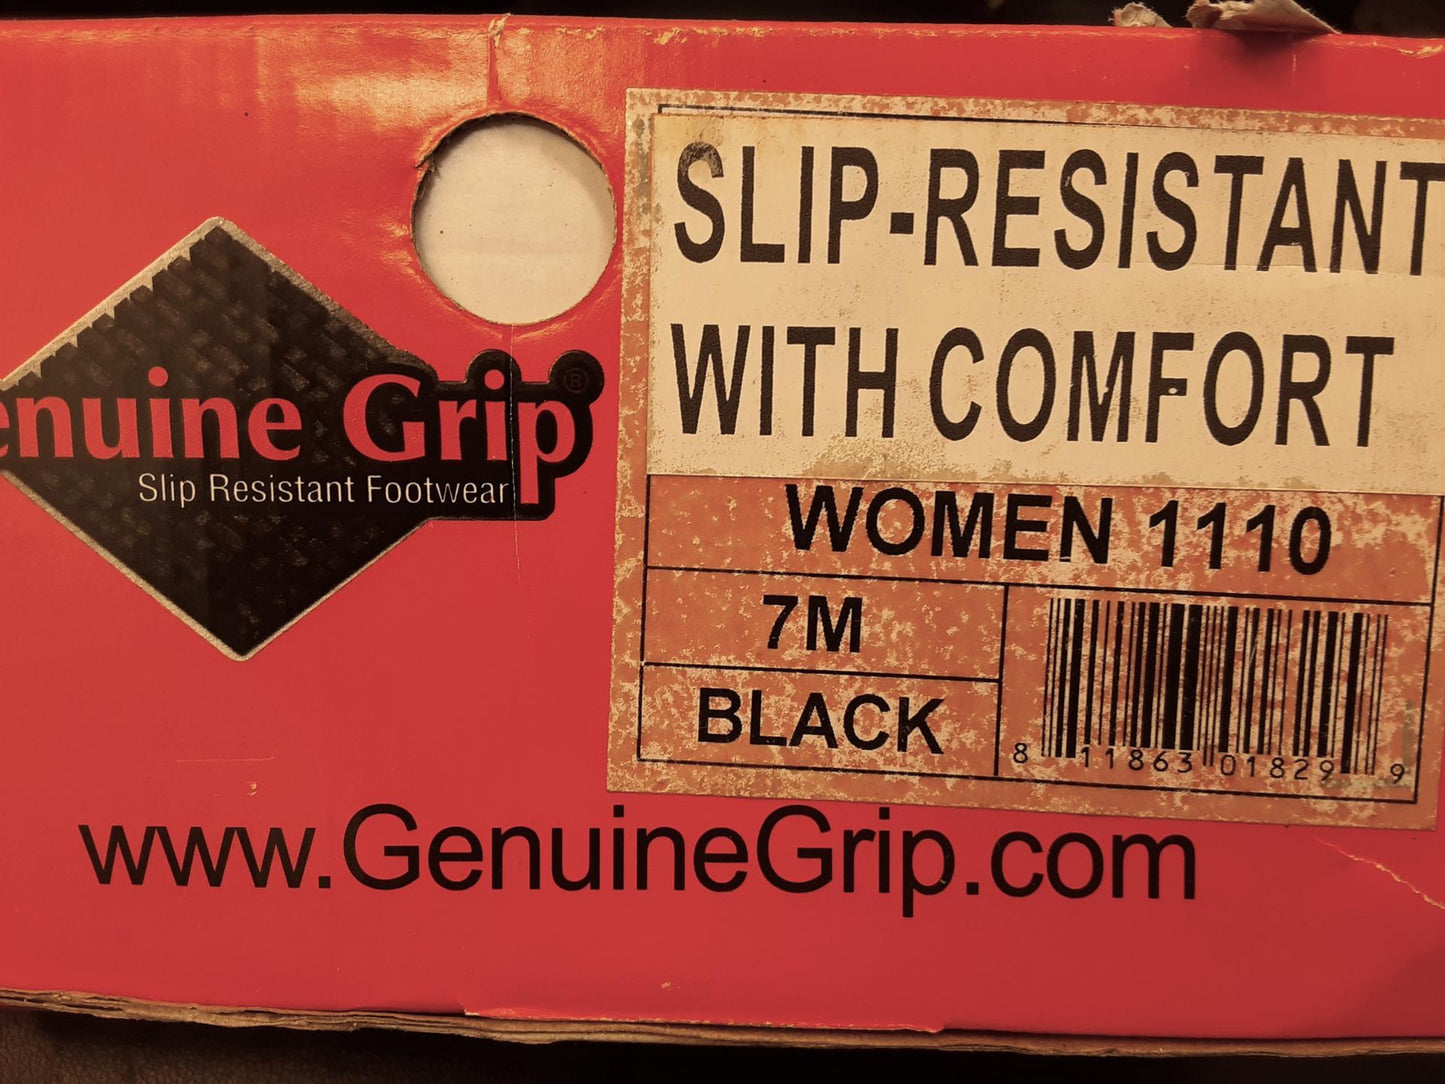 enuine Grip®
Slip Resistant Footwear
SLIP-RESISTANT
WITH COMFORT
WOMEN 1110
7M
BLACK
8 11863 01829 9
www.GenuineGrip.com